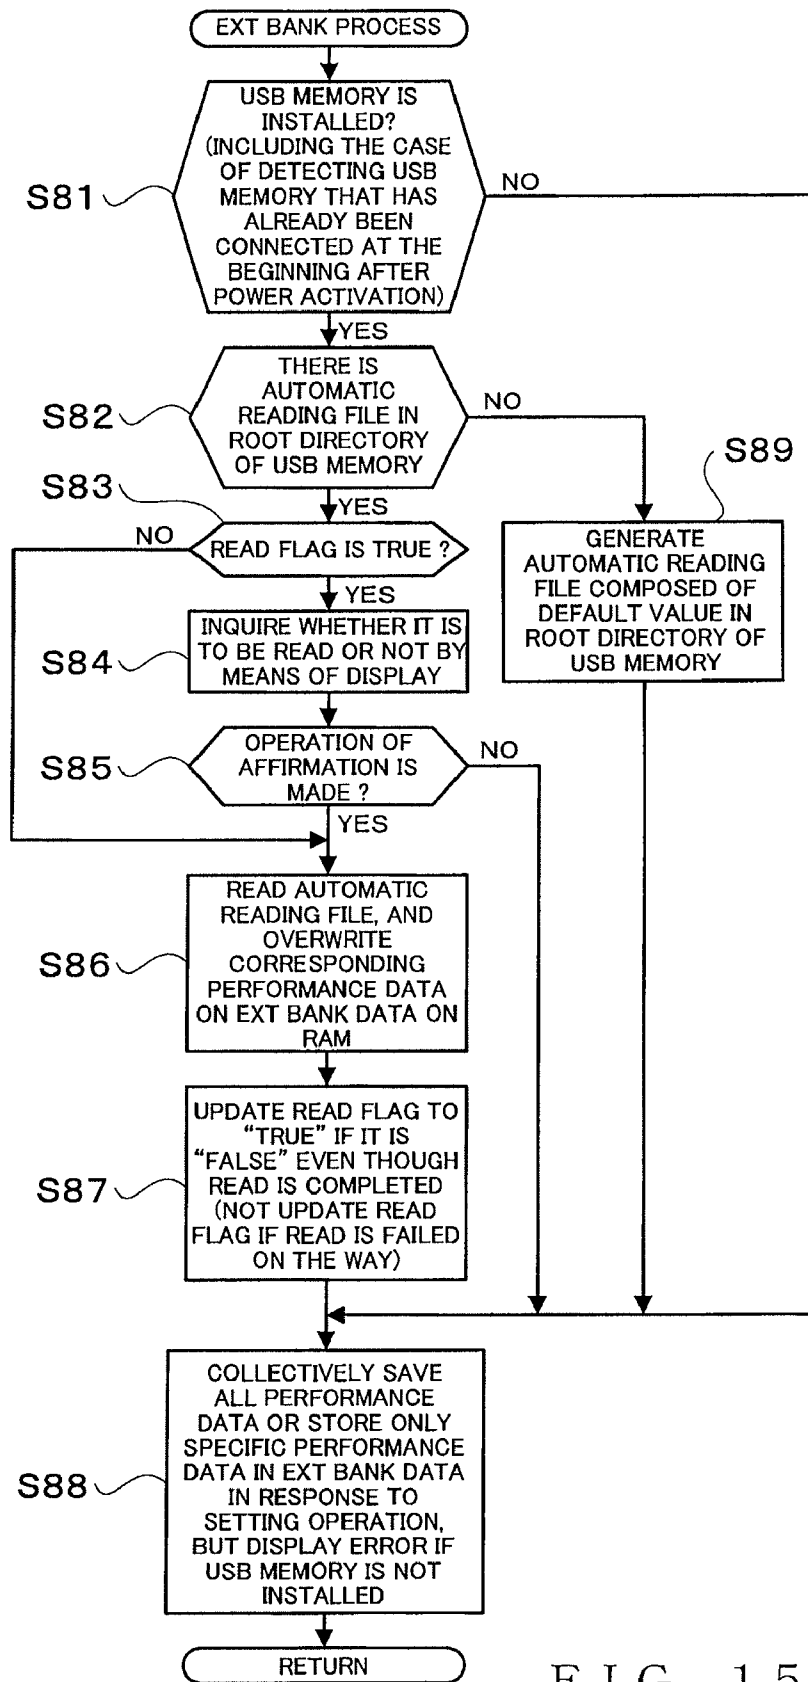 EXT BANK PROCESS
USB MEMORY IS
INSTALLED?
(INCLUDING THE CASE
OF DETECTING USB
MEMORY THAT HAS
ALREADY BEEN
CONNECTED AT THE
BEGINNING AFTER
POWER ACTIVATION)
S81
NO
YES
THERE IS
AUTOMATIC
READING FILE IN
ROOT DIRECTORY
OF USB MEMORY
S82
NO
S89
YES
S83
NO
READ FLAG IS TRUE ?
GENERATE
AUTOMATIC READING
FILE COMPOSED OF
DEFAULT VALUE IN
ROOT DIRECTORY OF
USB MEMORY
YES
INQUIRE WHETHER IT IS
TO BE READ OR NOT BY
MEANS OF DISPLAY
S84
OPERATION OF
AFFIRMATION IS
MADE ?
S85
NO
YES
READ AUTOMATIC
READING FILE, AND
OVERWRITE
CORRESPONDING
PERFORMANCE DATA
ON EXT BANK DATA ON
RAM
S86
UPDATE READ FLAG TO
“TRUE” IF IT IS
“FALSE” EVEN THOUGH
READ IS COMPLETED
(NOT UPDATE READ
FLAG IF READ IS FAILED
ON THE WAY)
S87
COLLECTIVELY SAVE
ALL PERFORMANCE
DATA OR STORE ONLY
SPECIFIC PERFORMANCE
DATA IN EXT BANK DATA
IN RESPONSE TO
SETTING OPERATION,
BUT DISPLAY ERROR IF
USB MEMORY IS NOT
INSTALLED
S88
RETURN
FIG. 15